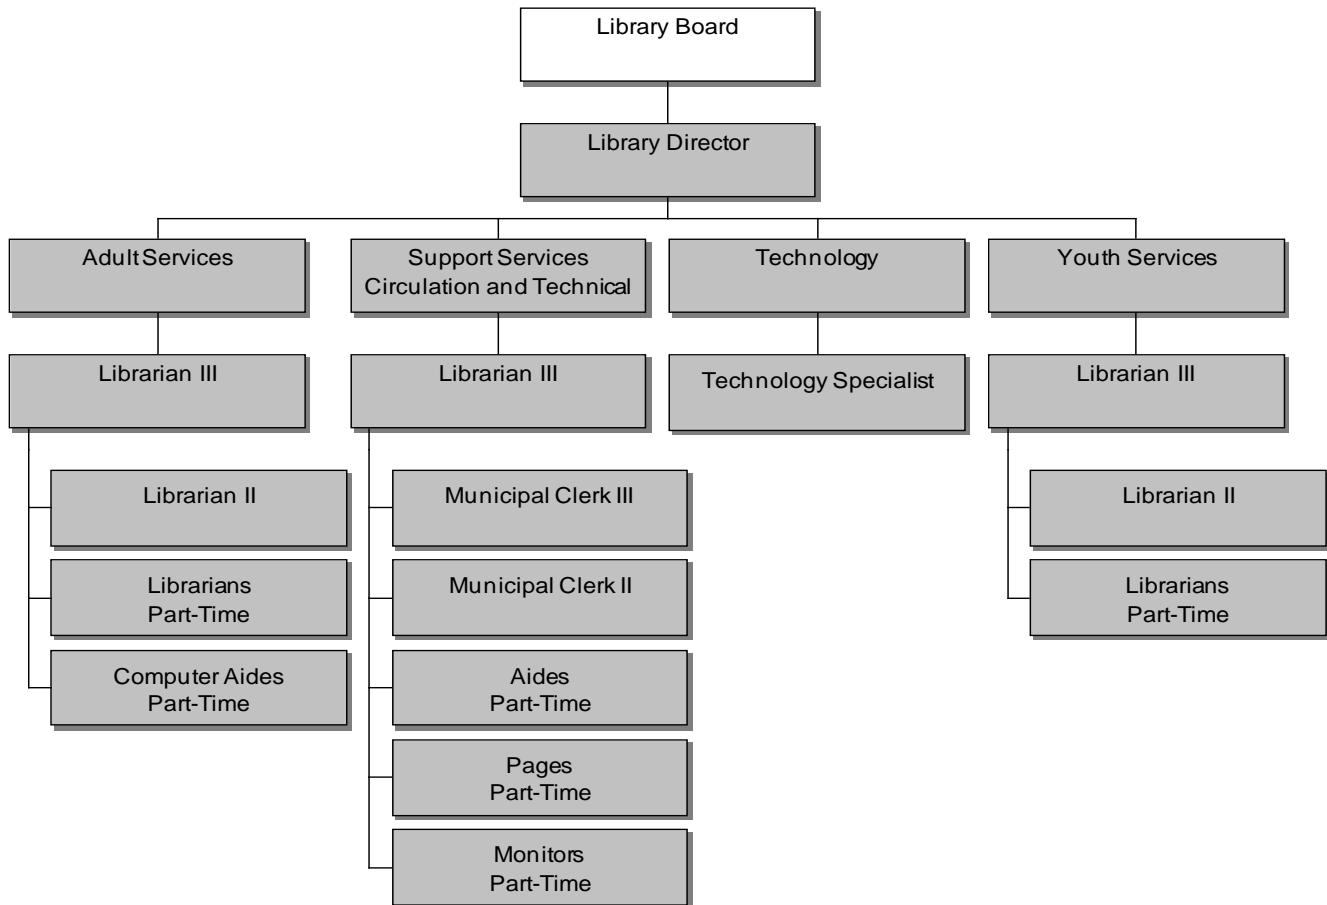 Library Board
Library Director
Adult Services
Support Services
Circulation and Technical
Technology
Youth Services
Librarian III
Librarian III
Technology Specialist
Librarian III
Librarian II
Librarians
Part-Time
Computer Aides
Part-Time
Municipal Clerk III
Municipal Clerk II
Aides
Part-Time
Pages
Part-Time
Monitors
Part-Time
Librarian II
Librarians
Part-Time